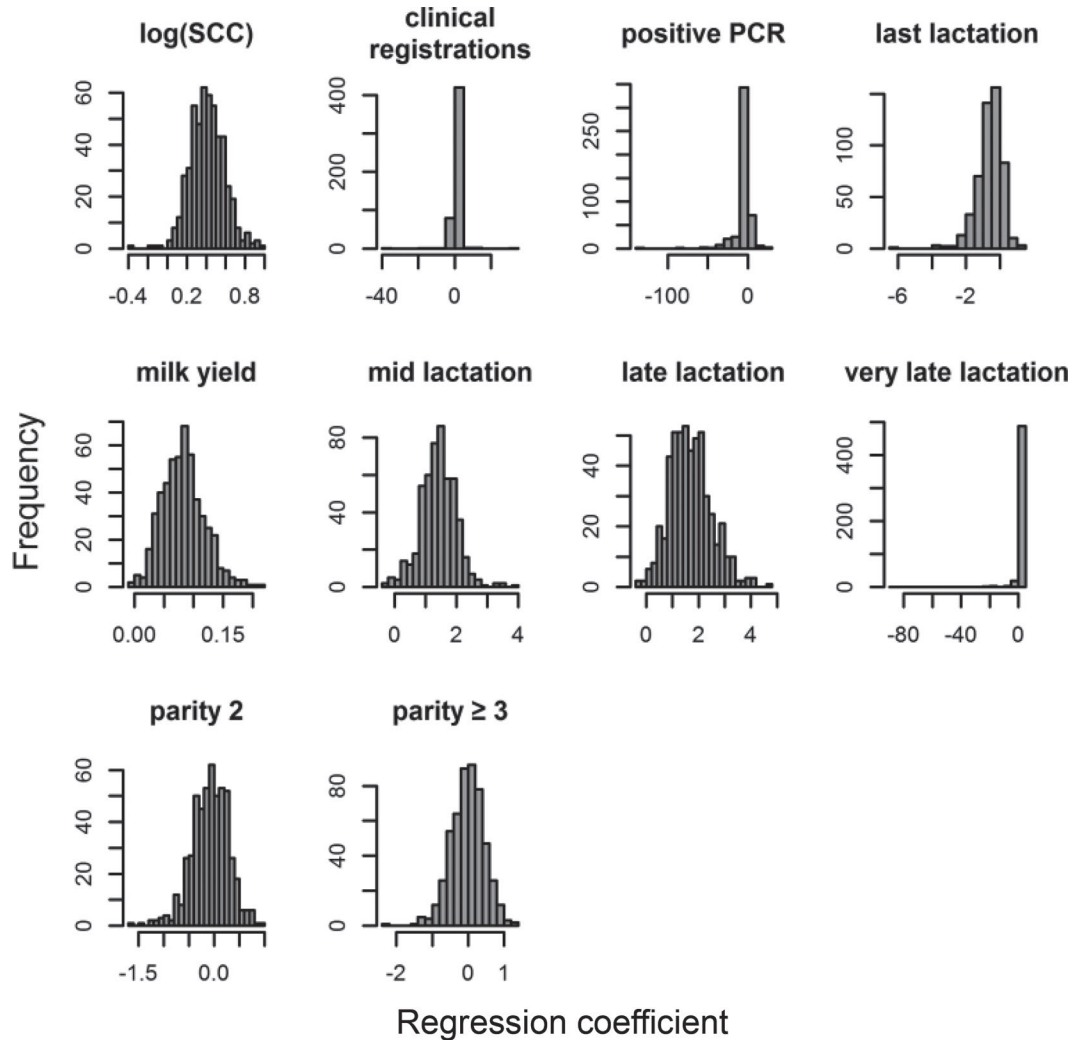 log(SCC)
clinical
registrations
positive PCR
last lactation
0 20 40 60
0 200 400
0 100 250
0 50 100
-0.4 0.2 0.8
-40 0
-100 0
-6 -2
milk yield
mid lactation
late lactation
very late lactation
Frequency
0 20 40 60
0 40 80
0 20 40
0 200 400
0.00 0.15
0 2 4
0 2 4
-80 -40 0
parity 2
parity ≥ 3
0 20 40 60
0 40 80
-1.5 0.0
-2 0 1
Regression coefficient